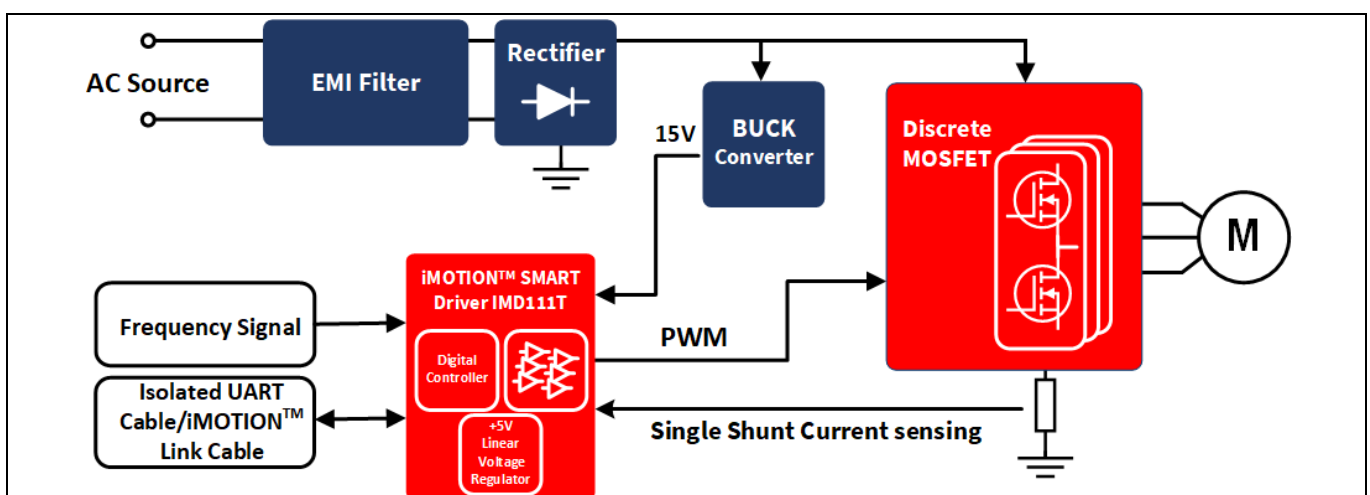 AC Source
EMI Filter
Rectifier
15V
BUCK
Converter
Discrete
MOSFET
M
iMOTION™ SMART
Driver IMD111T
Digital
Controller
+5V
Linear
Voltage
Regulator
Frequency Signal
Isolated UART
Cable/iMOTION™
Link Cable
PWM
Single Shunt Current sensing